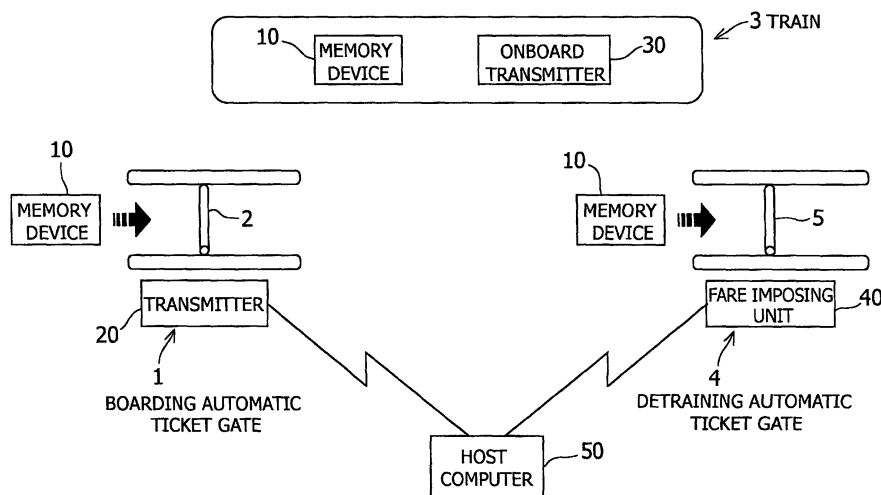 3 TRAIN
10
MEMORY
DEVICE
ONBOARD
TRANSMITTER
30
10
MEMORY
DEVICE
2
TRANSMITTER
20
1
BOARDING AUTOMATIC
TICKET GATE
10
MEMORY
DEVICE
5
FARE IMPOSING
UNIT
40
4
DETRAINING AUTOMATIC
TICKET GATE
HOST
COMPUTER
50